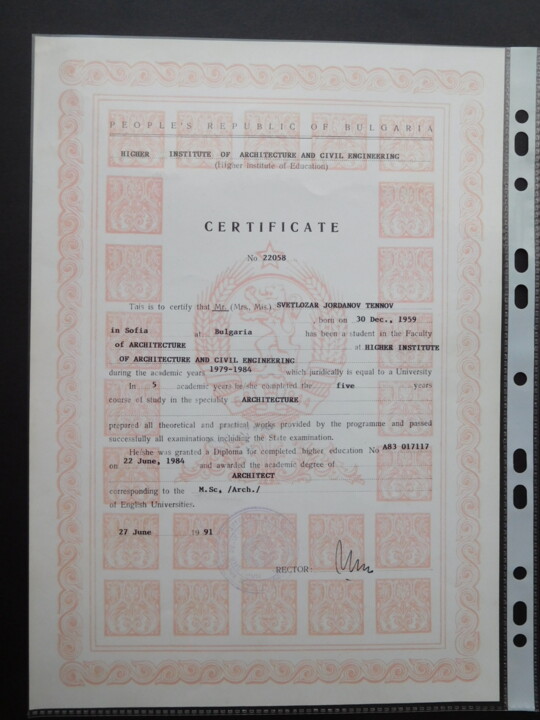 PEOPLE'S REPUBLIC OF BULGARIA
HIGHER INSTITUTE OF ARCHITECTURE AND CIVIL ENGINEERING
(Higher Institute of Education)
CERTIFICATE
No 22058
This is to certify that Mr. (Mrs., Mis.) SVETLOZAR JORDANOV TENNOV
, born on 30 Dec., 1959
in Sofia at Bulgaria has been a student in the Faculty
of ARCHITECTURE at HIGHER INSTITUTE
OF ARCHITECTURE AND CIVIL ENGINEERING
during the academic years 1979-1984 which juridically is equal to a University
In 5 academic years he she completed the five years
course of study in the speciality ARCHITECTURE
prepared all theoretical and practical works provided by the programme and passed
successfully all examinations including the State examination.
He/she was granted a Diploma for completed higher education No A83 017117
on 22 June, 1984 and awarded the academic degree of
ARCHITECT
corresponding to the M.Sc, /Arch./
of English Universities.
27 June 1991
RECTOR: